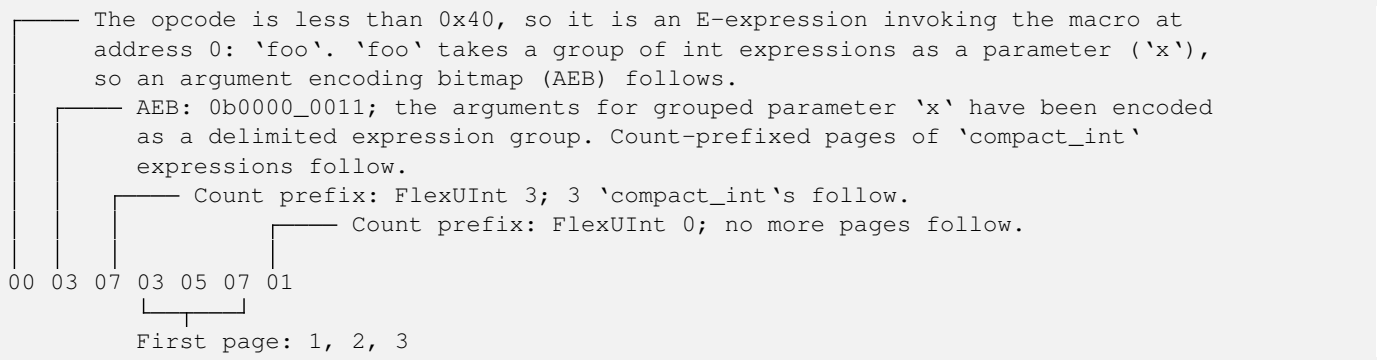 The opcode is less than 0x40, so it is an E-expression invoking the macro at
address 0: ‘foo‘. ‘foo‘ takes a group of int expressions as a parameter (‘x‘),
so an argument encoding bitmap (AEB) follows.
AEB: 0b0000_0011; the arguments for grouped parameter ‘x‘ have been encoded
as a delimited expression group. Count-prefixed pages of ‘compact_int‘
expressions follow.
Count prefix: FlexUInt 3; 3 ‘compact_int‘s follow.
Count prefix: FlexUInt 0; no more pages follow.
00 03 07 03 05 07 01
First page: 1, 2, 3